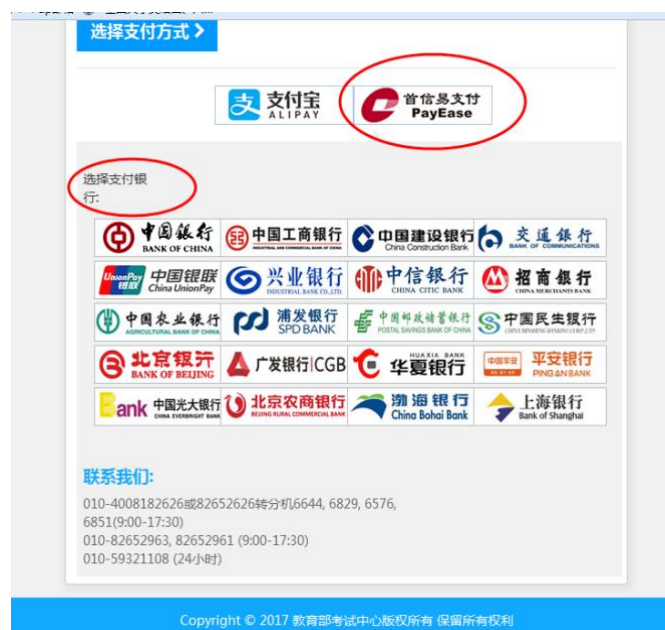 选择支付方式
支付宝
ALIPAY
首信易支付
PayEase
选择支付银
行:
中国银行
BANK OF CHINA
中国工商银行
INDUSTRIAL AND COMMERCIAL BANK OF CHINA
中国建设银行
China Construction Bank
交通银行
BANK OF COMMUNICATIONS
UnionPay
银联
中国银联
China UnionPay
兴业银行
INDUSTRIAL BANK CO.,LTD.
中信银行
CHINA CITIC BANK
招商银行
CHINA MERCHANTS BANK
中国农业银行
AGRICULTURAL BANK OF CHINA
浦发银行
SPD BANK
中国邮政储蓄银行
POSTAL SAVINGS BANK OF CHINA
中国民生银行
CHINA MINSHENG BANKING CORP.,LTD.
北京银行
BANK OF BEIJING
广发银行|CGB
HUAXIA BANK
华夏银行
中国平安
平安银行
PING AN BANK
Bank
中国光大银行
CHINA EVERBRIGHT BANK
北京农商银行
BEIJING RURAL COMMERCIAL BANK
渤海银行
China Bohai Bank
上海银行
Bank of Shanghai
联系我们:
010-4008182626或82652626转分机6644, 6829, 6576,
6851(9:00-17:30)
010-82652963, 82652961 (9:00-17:30)
010-59321108 (24小时)
Copyright © 2017 教育部考试中心版权所有 保留所有权利